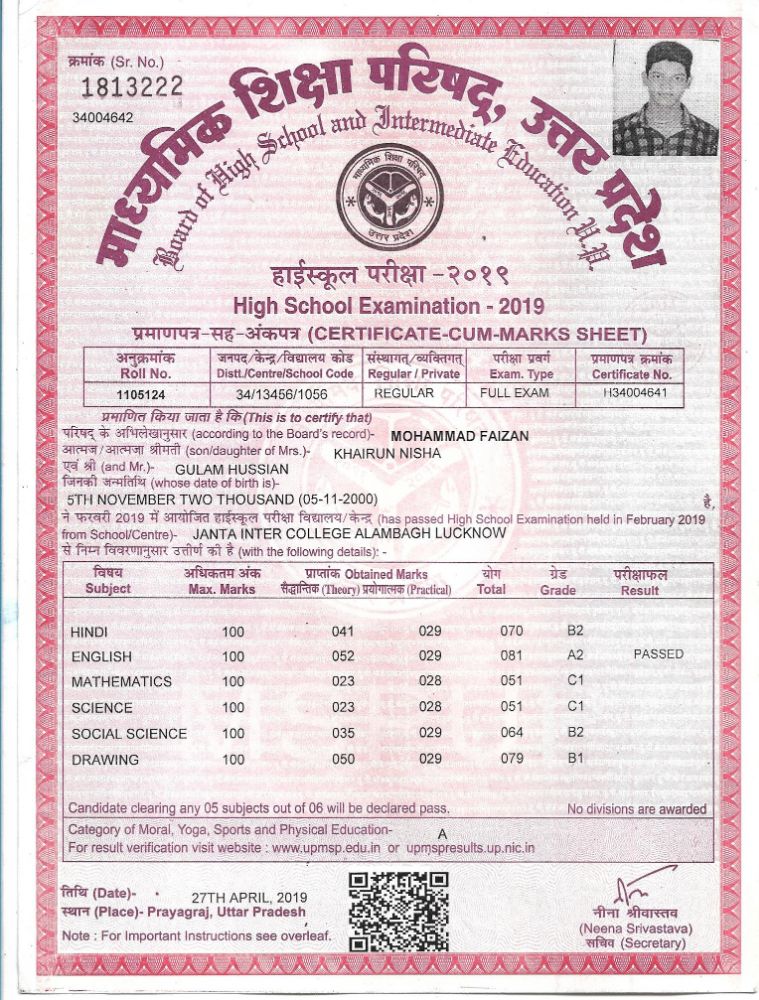 क्रमांक (Sr. No.)
1813222
34004642
माध्यमिक शिक्षा परिषद्, उत्तर प्रदेश
Board of High School and Intermediate Education U.P.
माध्यमिक शिक्षा परिषद
उत्तर प्रदेश
हाईस्कूल परीक्षा -२०१९
High School Examination - 2019
प्रमाणपत्र-सह-अंकपत्र (CERTIFICATE-CUM-MARKS SHEET)
अनुक्रमांक जनपद/केन्द्र/विद्यालय कोड संस्थागत/व्यक्तिगत परीक्षा प्रवर्ग प्रमाणपत्र क्रमांक
Roll No. Distt./Centre/School Code Regular / Private Exam. Type Certificate No.
1105124 34/13456/1056 REGULAR FULL EXAM H34004641
प्रमाणित किया जाता है कि (This is to certify that)
परिषद् के अभिलेखानुसार (according to the Board's record)- MOHAMMAD FAIZAN
आत्मज/आत्मजा श्रीमती (son/daughter of Mrs.)- KHAIRUN NISHA
एवं श्री (and Mr.)- GULAM HUSSIAN
जिनकी जन्मतिथि (whose date of birth is)-
5TH NOVEMBER TWO THOUSAND (05-11-2000) है,
ने फरवरी 2019 में आयोजित हाईस्कूल परीक्षा विद्यालय/केन्द्र (has passed High School Examination held in February 2019
from School/Centre)- JANTA INTER COLLEGE ALAMBAGH LUCKNOW
से निम्न विवरणानुसार उत्तीर्ण की है (with the following details): -
विषय अधिकतम अंक प्राप्तांक Obtained Marks योग ग्रेड परीक्षाफल
Subject Max. Marks सैद्धान्तिक (Theory) प्रयोगात्मक (Practical) Total Grade Result
HINDI 100 041 029 070 B2
ENGLISH 100 052 029 081 A2 PASSED
MATHEMATICS 100 023 028 051 C1
SCIENCE 100 023 028 051 C1
SOCIAL SCIENCE 100 035 029 064 B2
DRAWING 100 050 029 079 B1
Candidate clearing any 05 subjects out of 06 will be declared pass. No divisions are awarded
Category of Moral, Yoga, Sports and Physical Education- A
For result verification visit website : www.upmsp.edu.in or upmspresults.up.nic.in
तिथि (Date)- 27TH APRIL, 2019
स्थान (Place)- Prayagraj, Uttar Pradesh
Note : For Important Instructions see overleaf.
नीना श्रीवास्तव
(Neena Srivastava)
सचिव (Secretary)